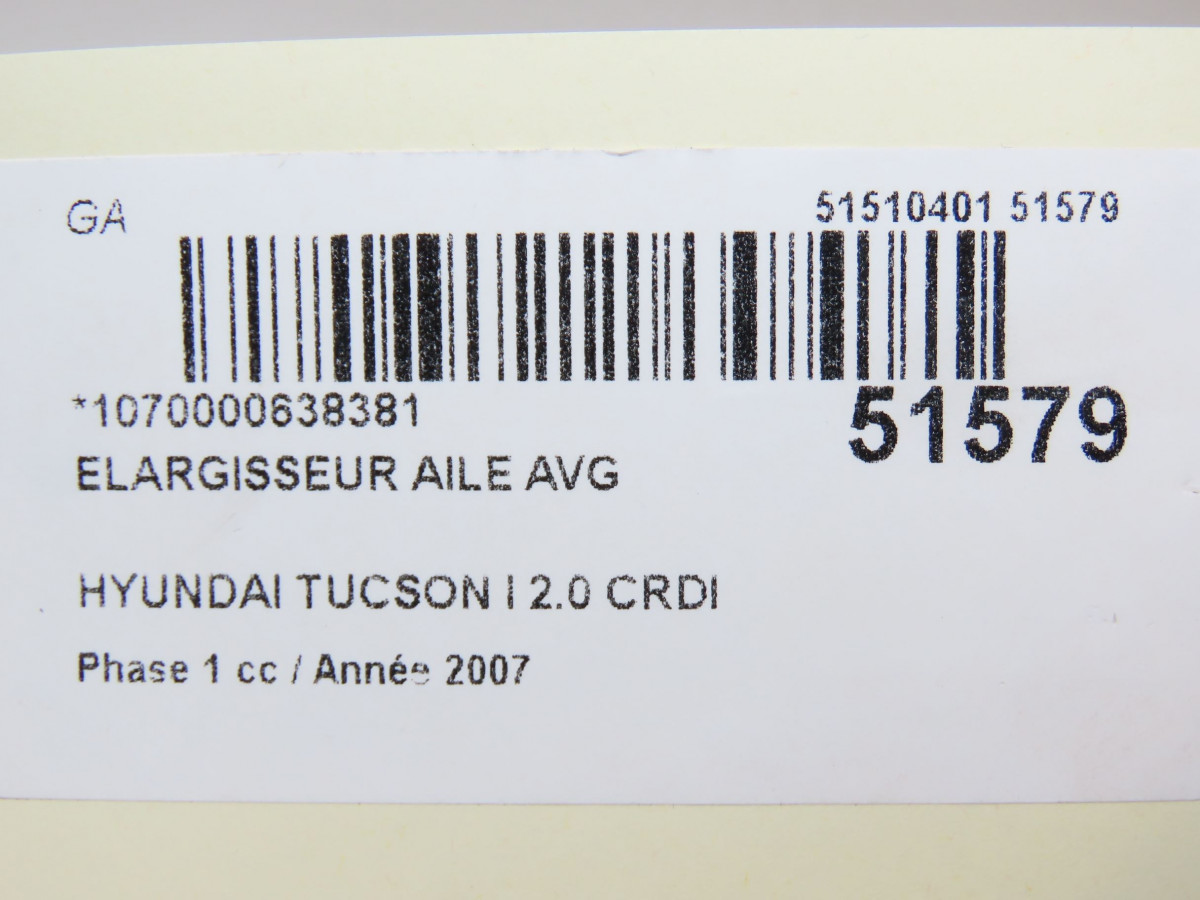 GA 51510401 51579
*1070000638381 51579
ELARGISSEUR AILE AVG
HYUNDAI TUCSON I 2.0 CRDI
Phase 1 cc / Année 2007